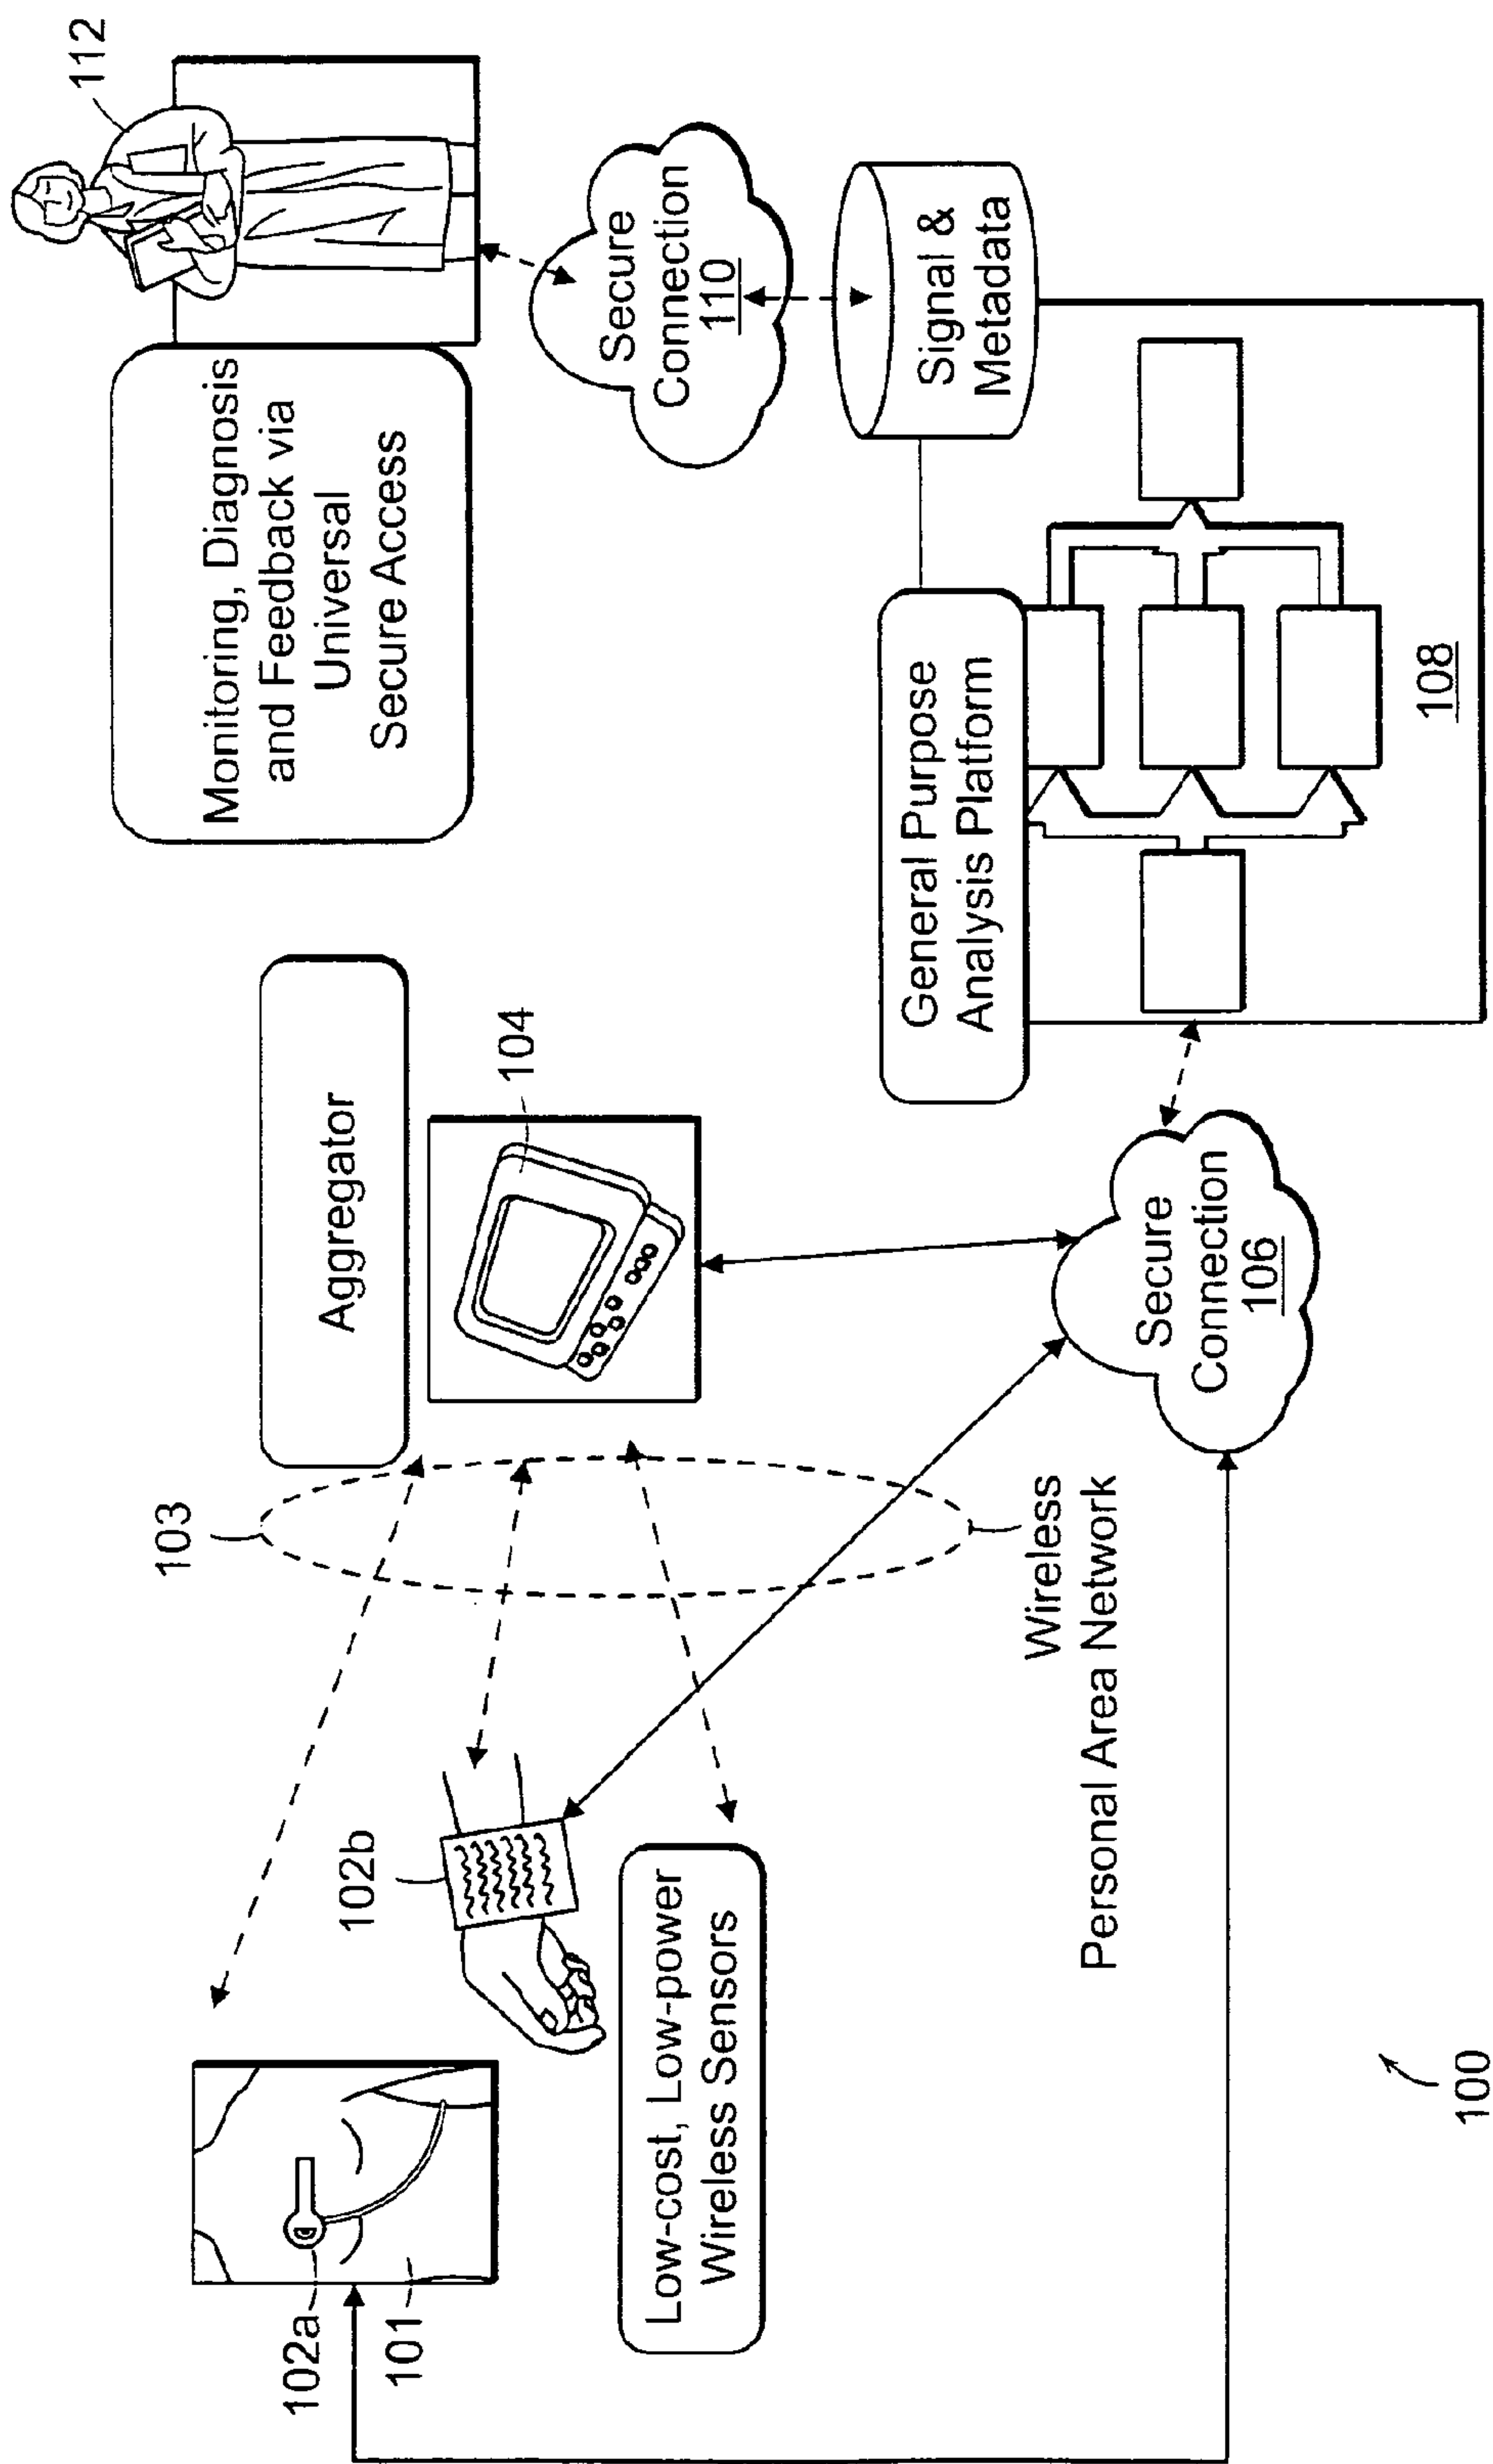 102a
101
102b
Low-cost, Low-power
Wireless Sensors
103
Wireless
Personal Area Network
Aggregator
104
Secure
Connection
106
Monitoring, Diagnosis
and Feedback via
Universal
Secure Access
112
Secure
Connection
110
Signal &
Metadata
General Purpose
Analysis Platform
108
100